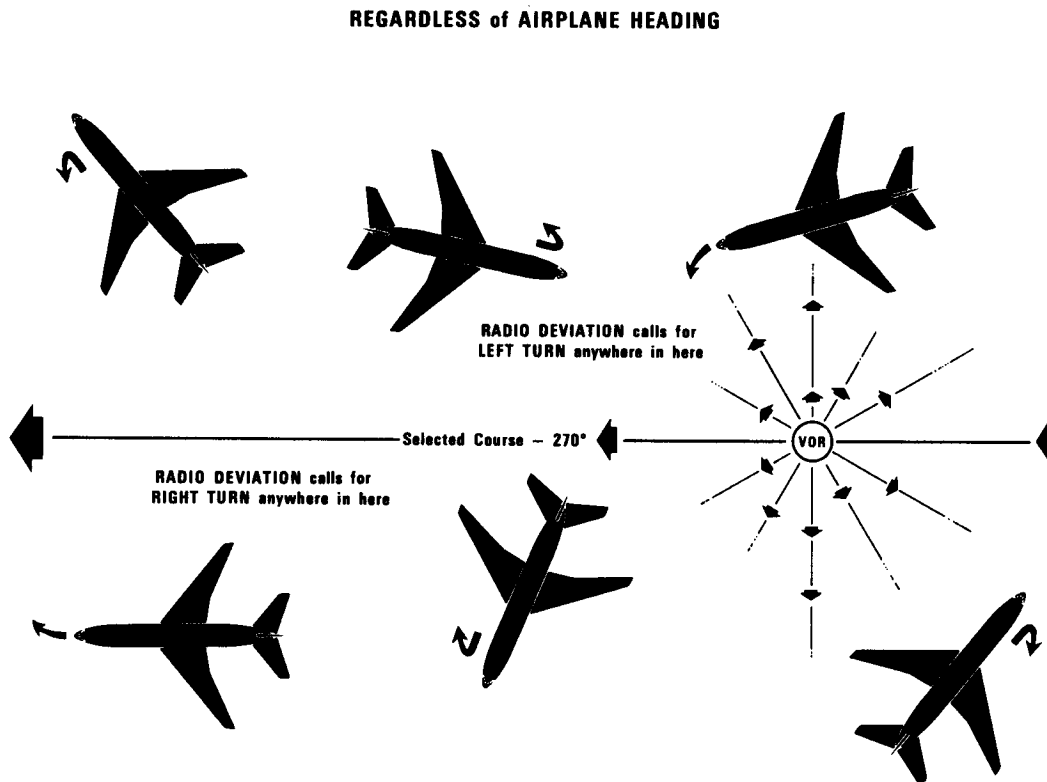 REGARDLESS of AIRPLANE HEADING
RADIO DEVIATION calls for
LEFT TURN anywhere in here
VOR
Selected Course - 270°
RADIO DEVIATION calls for
RIGHT TURN anywhere in here